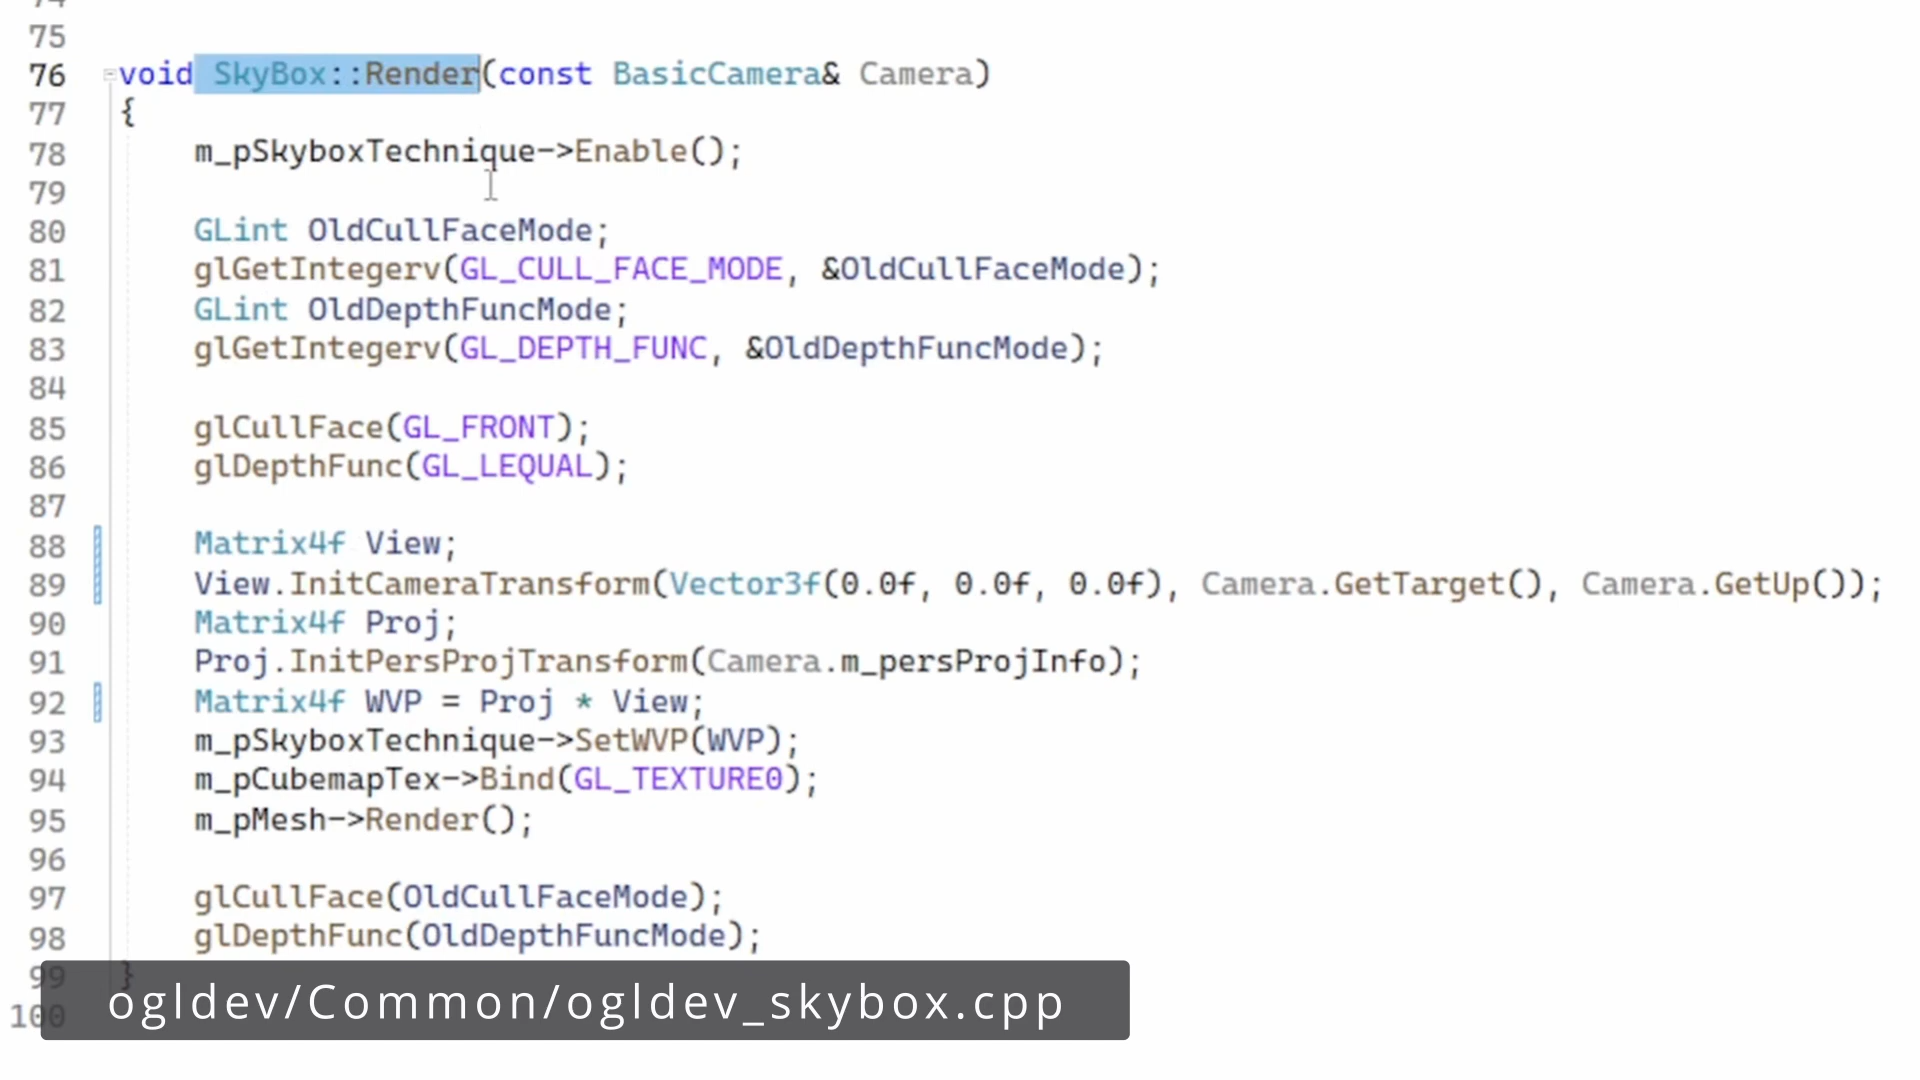 74
75
76 void SkyBox::Render(const BasicCamera& Camera)
77 {
78 m_pSkyboxTechnique->Enable();
79
80 GLint OldCullFaceMode;
81 glGetIntegerv(GL_CULL_FACE_MODE, &OldCullFaceMode);
82 GLint OldDepthFuncMode;
83 glGetIntegerv(GL_DEPTH_FUNC, &OldDepthFuncMode);
84
85 glCullFace(GL_FRONT);
86 glDepthFunc(GL_LEQUAL);
87
88 Matrix4f View;
89 View.InitCameraTransform(Vector3f(0.0f, 0.0f, 0.0f), Camera.GetTarget(), Camera.GetUp());
90 Matrix4f Proj;
91 Proj.InitPersProjTransform(Camera.m_persProjInfo);
92 Matrix4f WVP = Proj * View;
93 m_pSkyboxTechnique->SetWVP(WVP);
94 m_pCubemapTex->Bind(GL_TEXTURE0);
95 m_pMesh->Render();
96
97 glCullFace(OldCullFaceMode);
98 glDepthFunc(OldDepthFuncMode);
99 }
100
ogldev/Common/ogldev_skybox.cpp